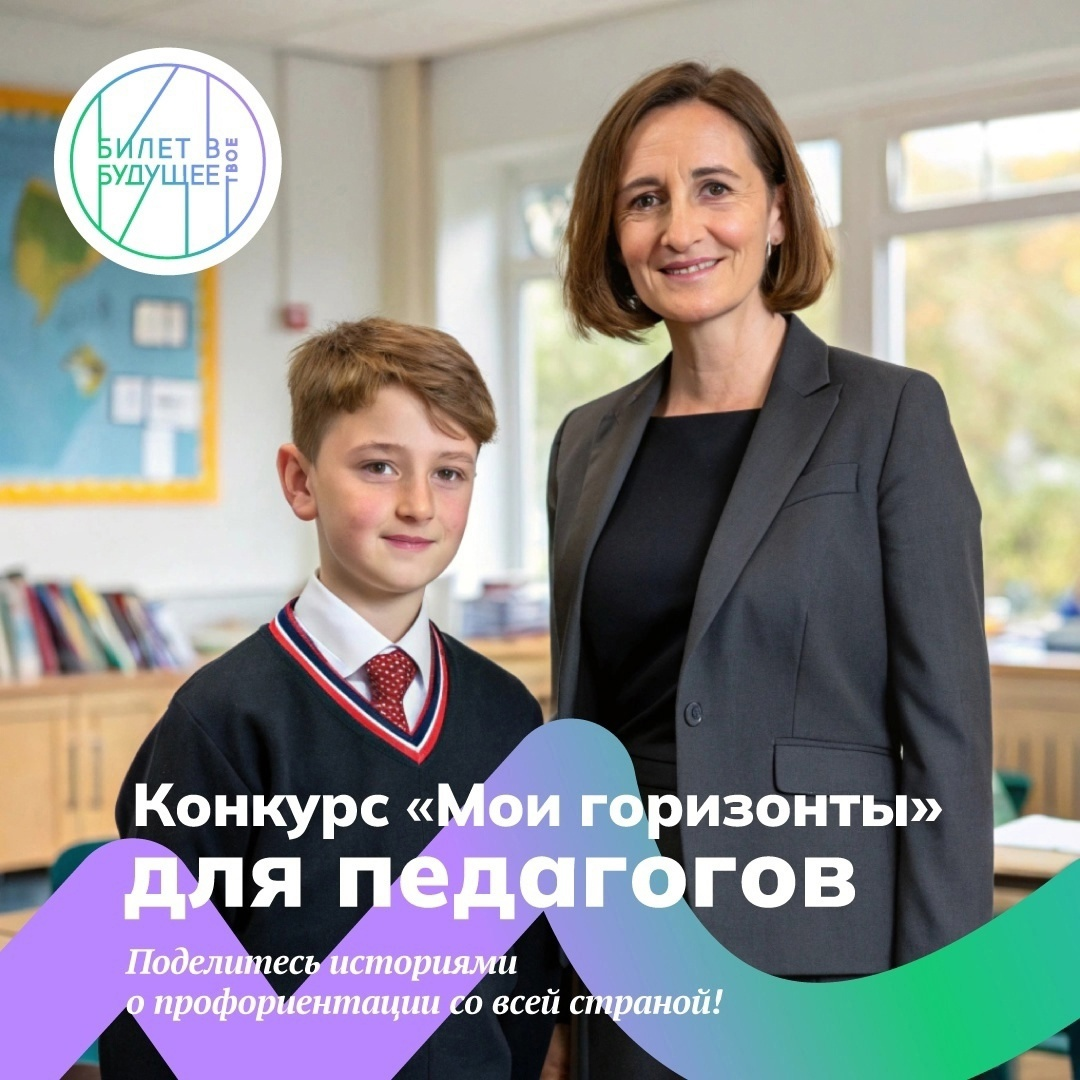 БИЛЕТ В
БУДУЩЕЕ
ТВОЕ
Конкурс «Мои горизонты»
для педагогов
Поделитесь историями
о профориентации со всей страной!